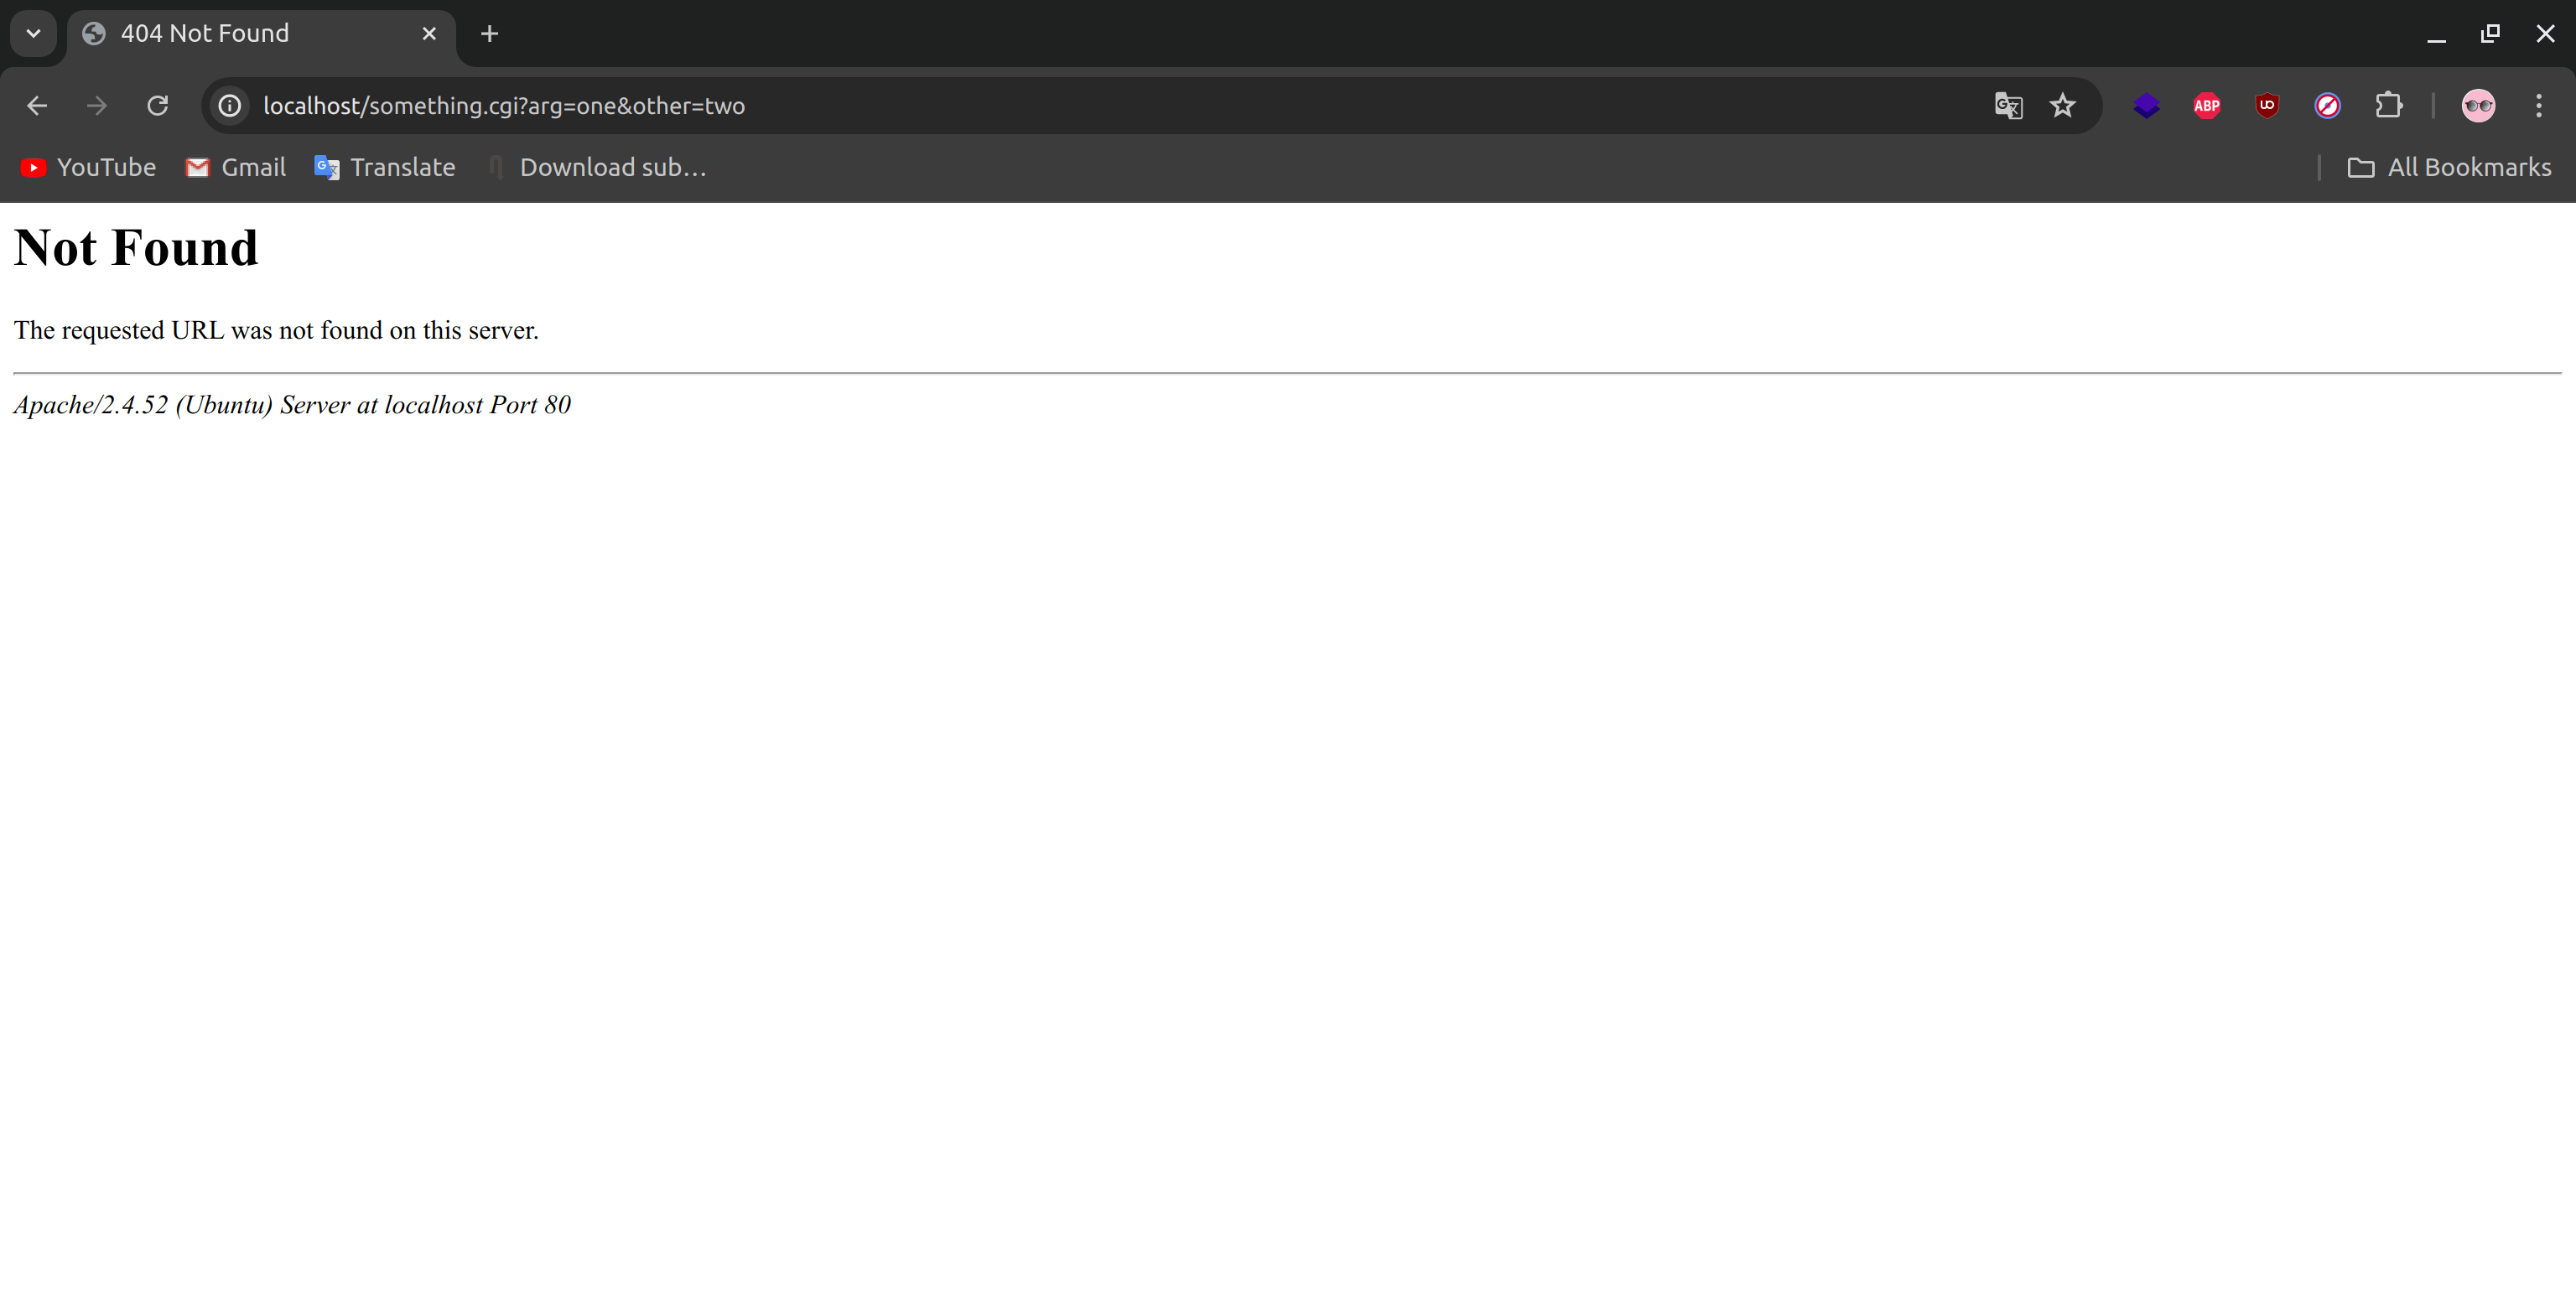 404 Not Found
localhost/something.cgi?arg=one&other=two
ABP
YouTube
Gmail
Translate
Download sub...
All Bookmarks
Not Found
The requested URL was not found on this server.
Apache/2.4.52 (Ubuntu) Server at localhost Port 80